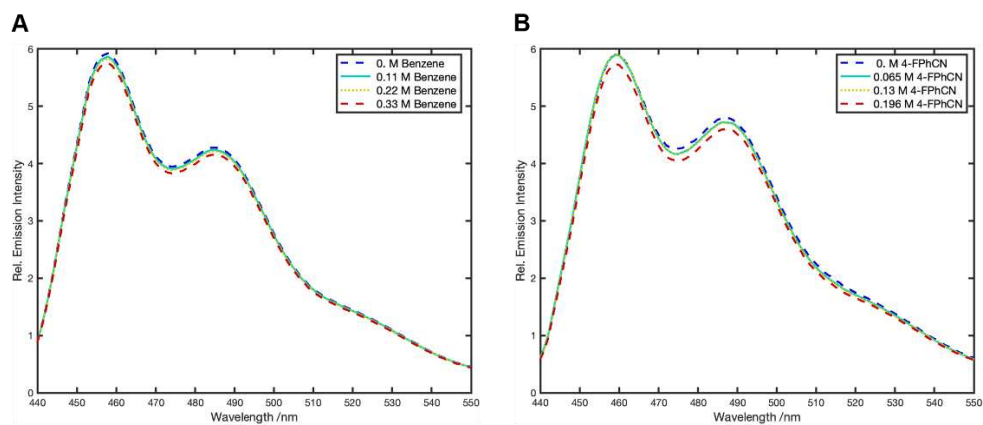 A
Rel. Emission Intensity
6
5
4
3
2
1
0
0. M Benzene
0.11 M Benzene
0.22 M Benzene
0.33 M Benzene
440 450 460 470 480 490 500 510 520 530 540 550
Wavelength /nm
B
Rel. Emission Intensity
6
5
4
3
2
1
0
0. M 4-FPhCN
0.065 M 4-FPhCN
0.13 M 4-FPhCN
0.196 M 4-FPhCN
440 450 460 470 480 490 500 510 520 530 540 550
Wavelength /nm